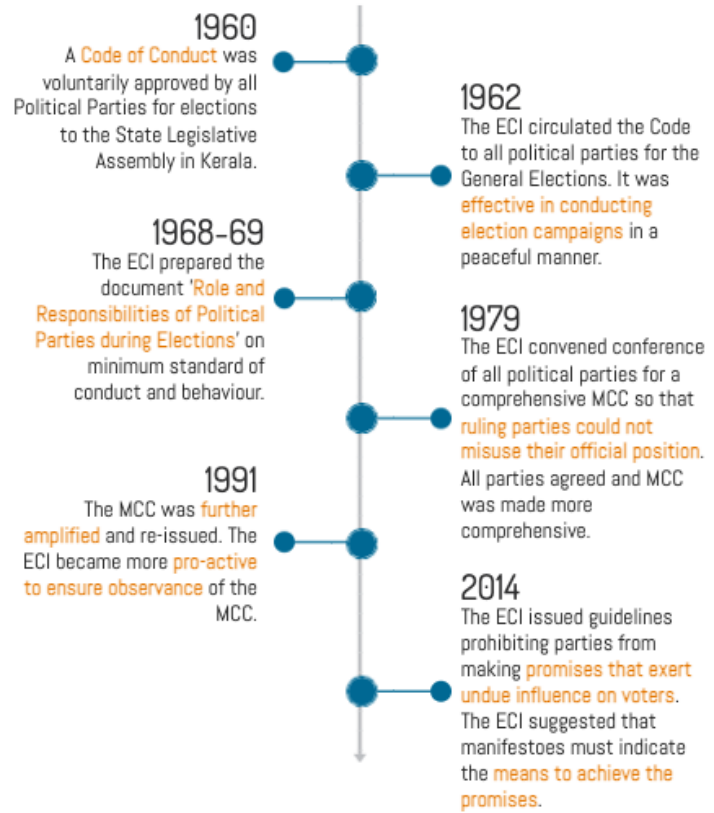 1960
A Code of Conduct was
voluntarily approved by all
Political Parties for elections
to the State Legislative
Assembly in Kerala.
1962
The ECI circulated the Code
to all political parties for the
General Elections. It was
effective in conducting
election campaigns in a
peaceful manner.
1968-69
The ECI prepared the
document 'Role and
Responsibilities of Political
Parties during Elections' on
minimum standard of
conduct and behaviour.
1979
The ECI convened conference
of all political parties for a
comprehensive MCC so that
ruling parties could not
misuse their official position.
All parties agreed and MCC
was made more
comprehensive.
1991
The MCC was further
amplified and re-issued. The
ECI became more pro-active
to ensure observance of the
MCC.
2014
The ECI issued guidelines
prohibiting parties from
making promises that exert
undue influence on voters.
The ECI suggested that
manifestoes must indicate
the means to achieve the
promises.